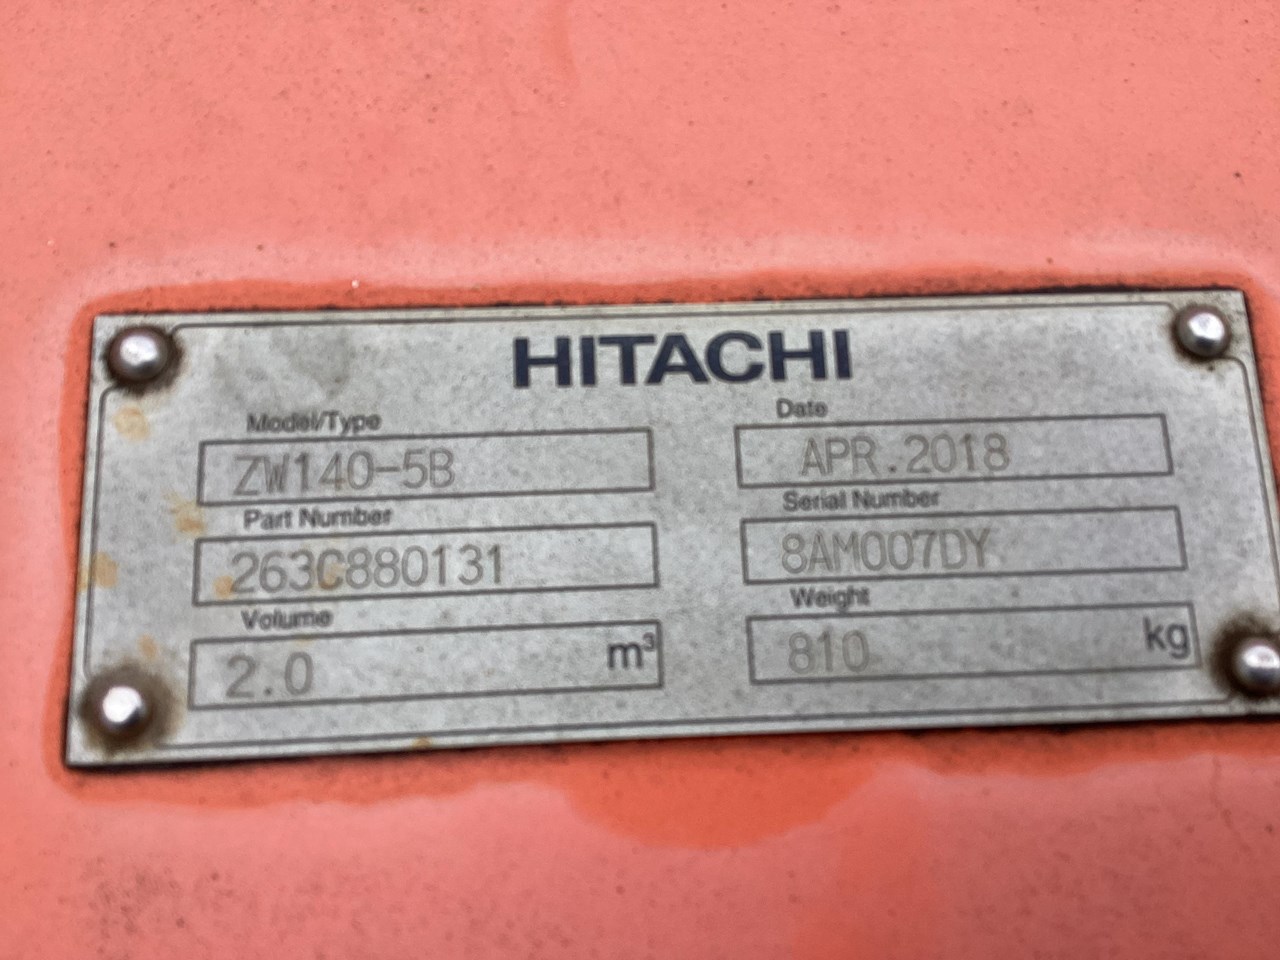 HITACHI
Model/Type
ZW140-5B
Date
APR.2018
Part Number
263C880131
Serial Number
8AM007DY
Volume
2.0 m³
Weight
810 kg